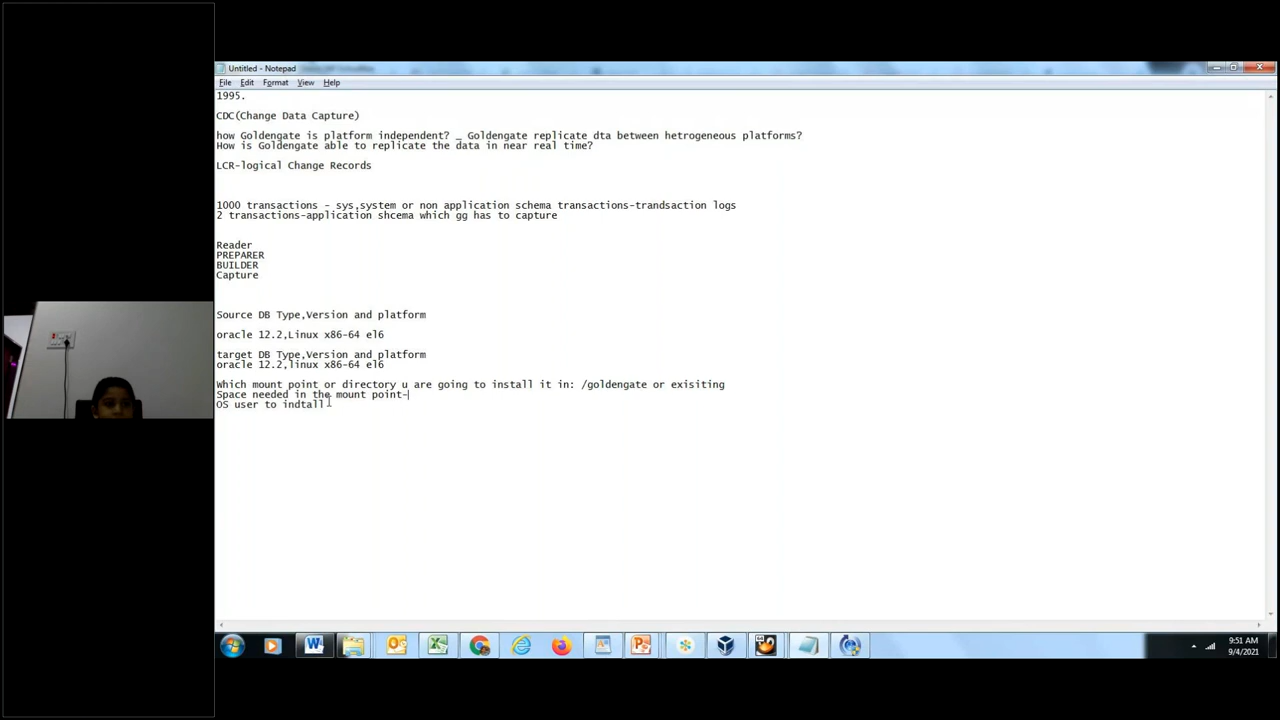 Untitled - Notepad
File Edit Format View Help
1995.
CDC(Change Data Capture)
how Goldengate is platform independent? _ Goldengate replicate dta between hetrogeneous platforms?
How is Goldengate able to replicate the data in near real time?
LCR-logical Change Records
1000 transactions - sys,system or non application schema transactions-trandsaction logs
2 transactions-application shcema which gg has to capture
Reader
PREPARER
BUILDER
Capture
Source DB Type,Version and platform
oracle 12.2,Linux x86-64 el6
target DB Type,Version and platform
oracle 12.2,linux x86-64 el6
Which mount point or directory u are going to install it in: /goldengate or exisiting
Space needed in the mount point-
OS user to indtall
9:51 AM
9/4/2021